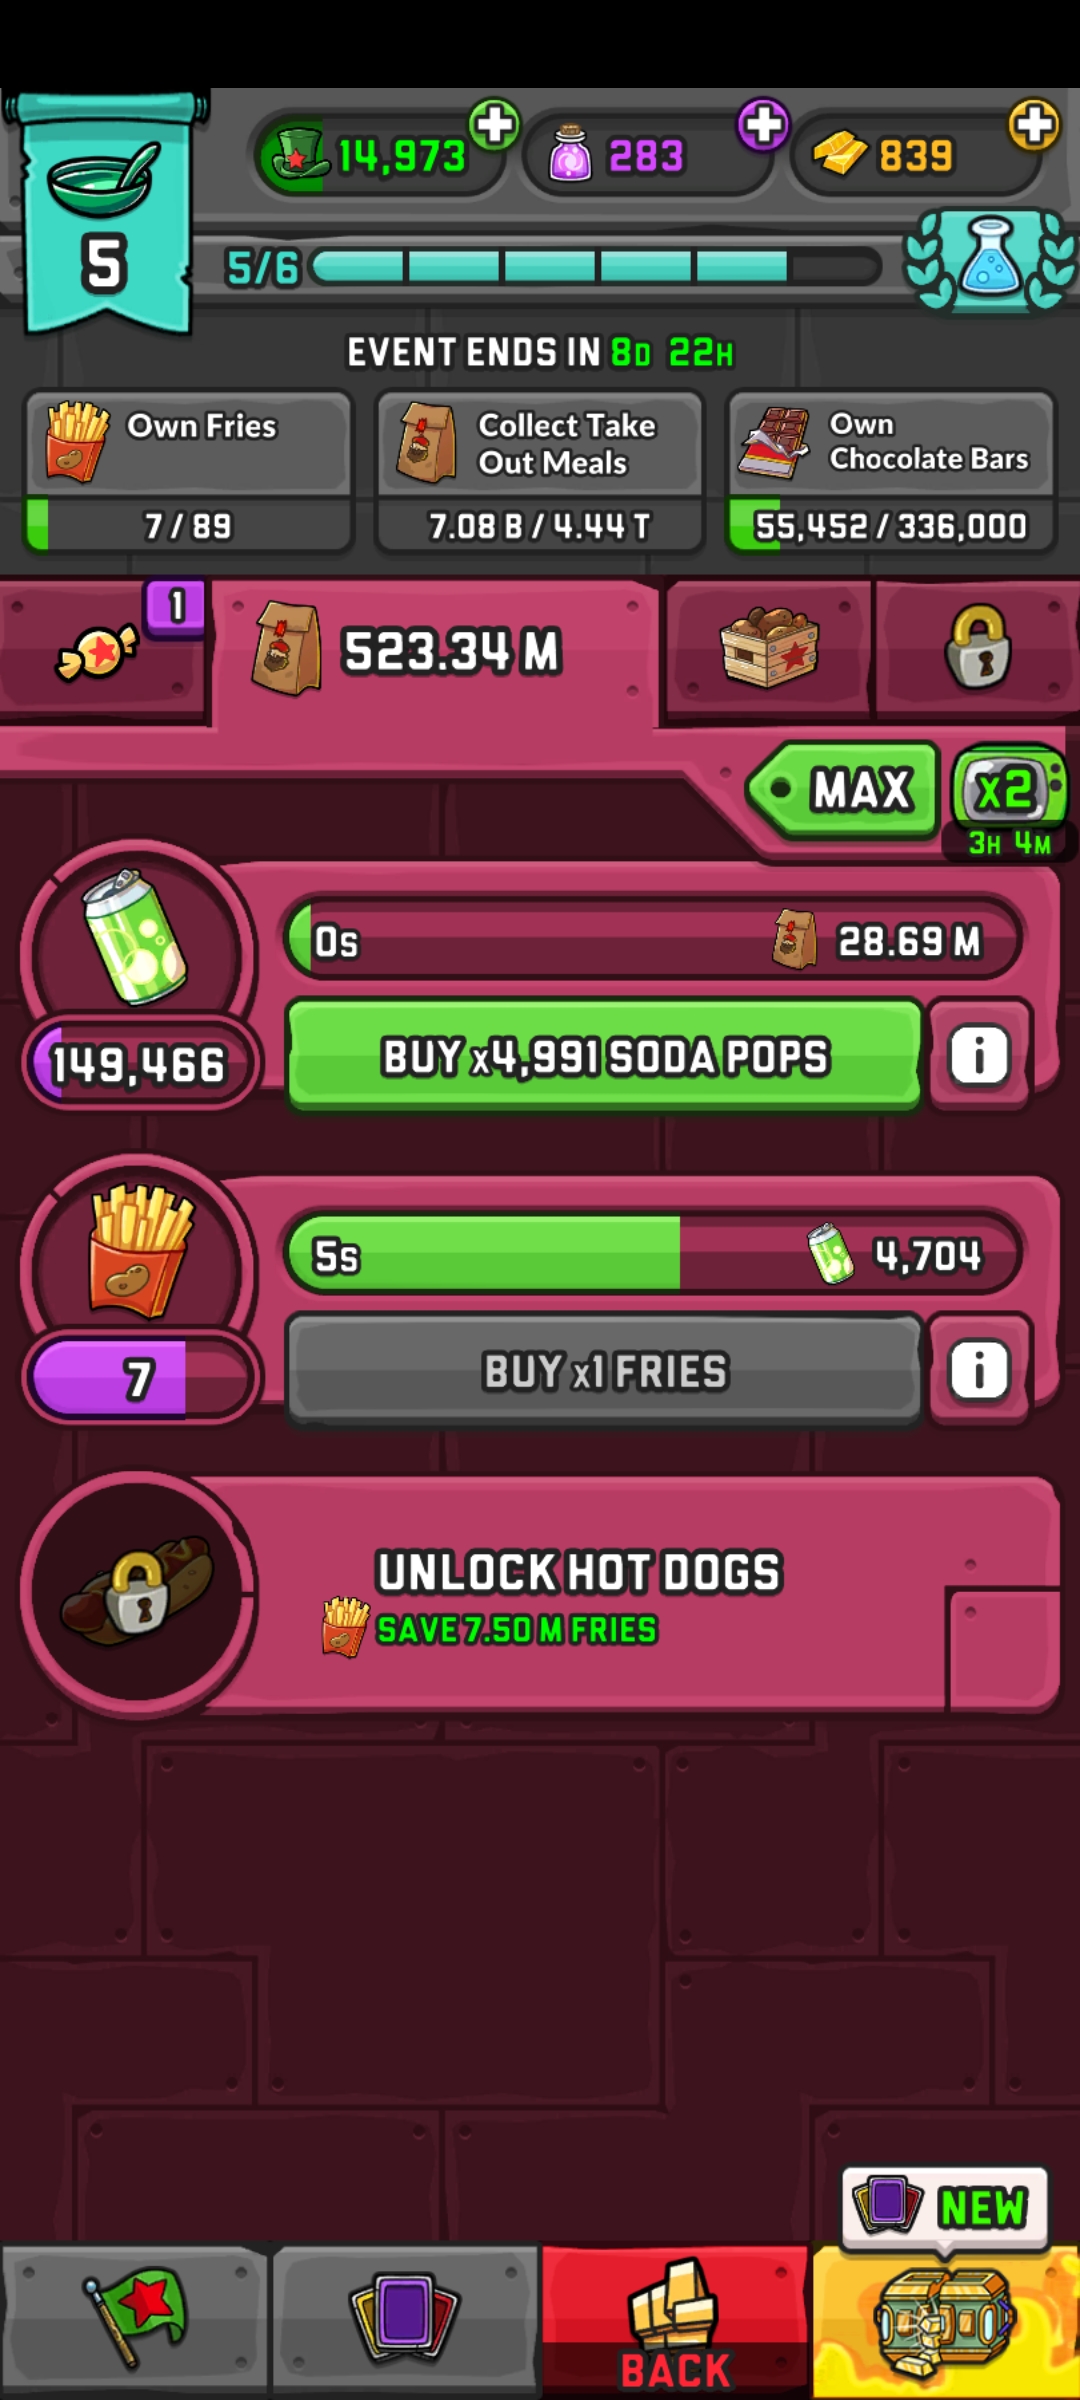 14,973
283
839
5
5/6
EVENT ENDS IN 8D 22H
Own Fries
7 / 89
Collect Take
Out Meals
7.08 B / 4.44 T
Own
Chocolate Bars
55,452 / 336,000
1
523.34 M
MAX
x2
3H 4M
0s
28.69 M
149,466
BUY x4,991 SODA POPS
i
5s
4,704
7
BUY x1 FRIES
i
UNLOCK HOT DOGS
SAVE 7.50 M FRIES
NEW
BACK